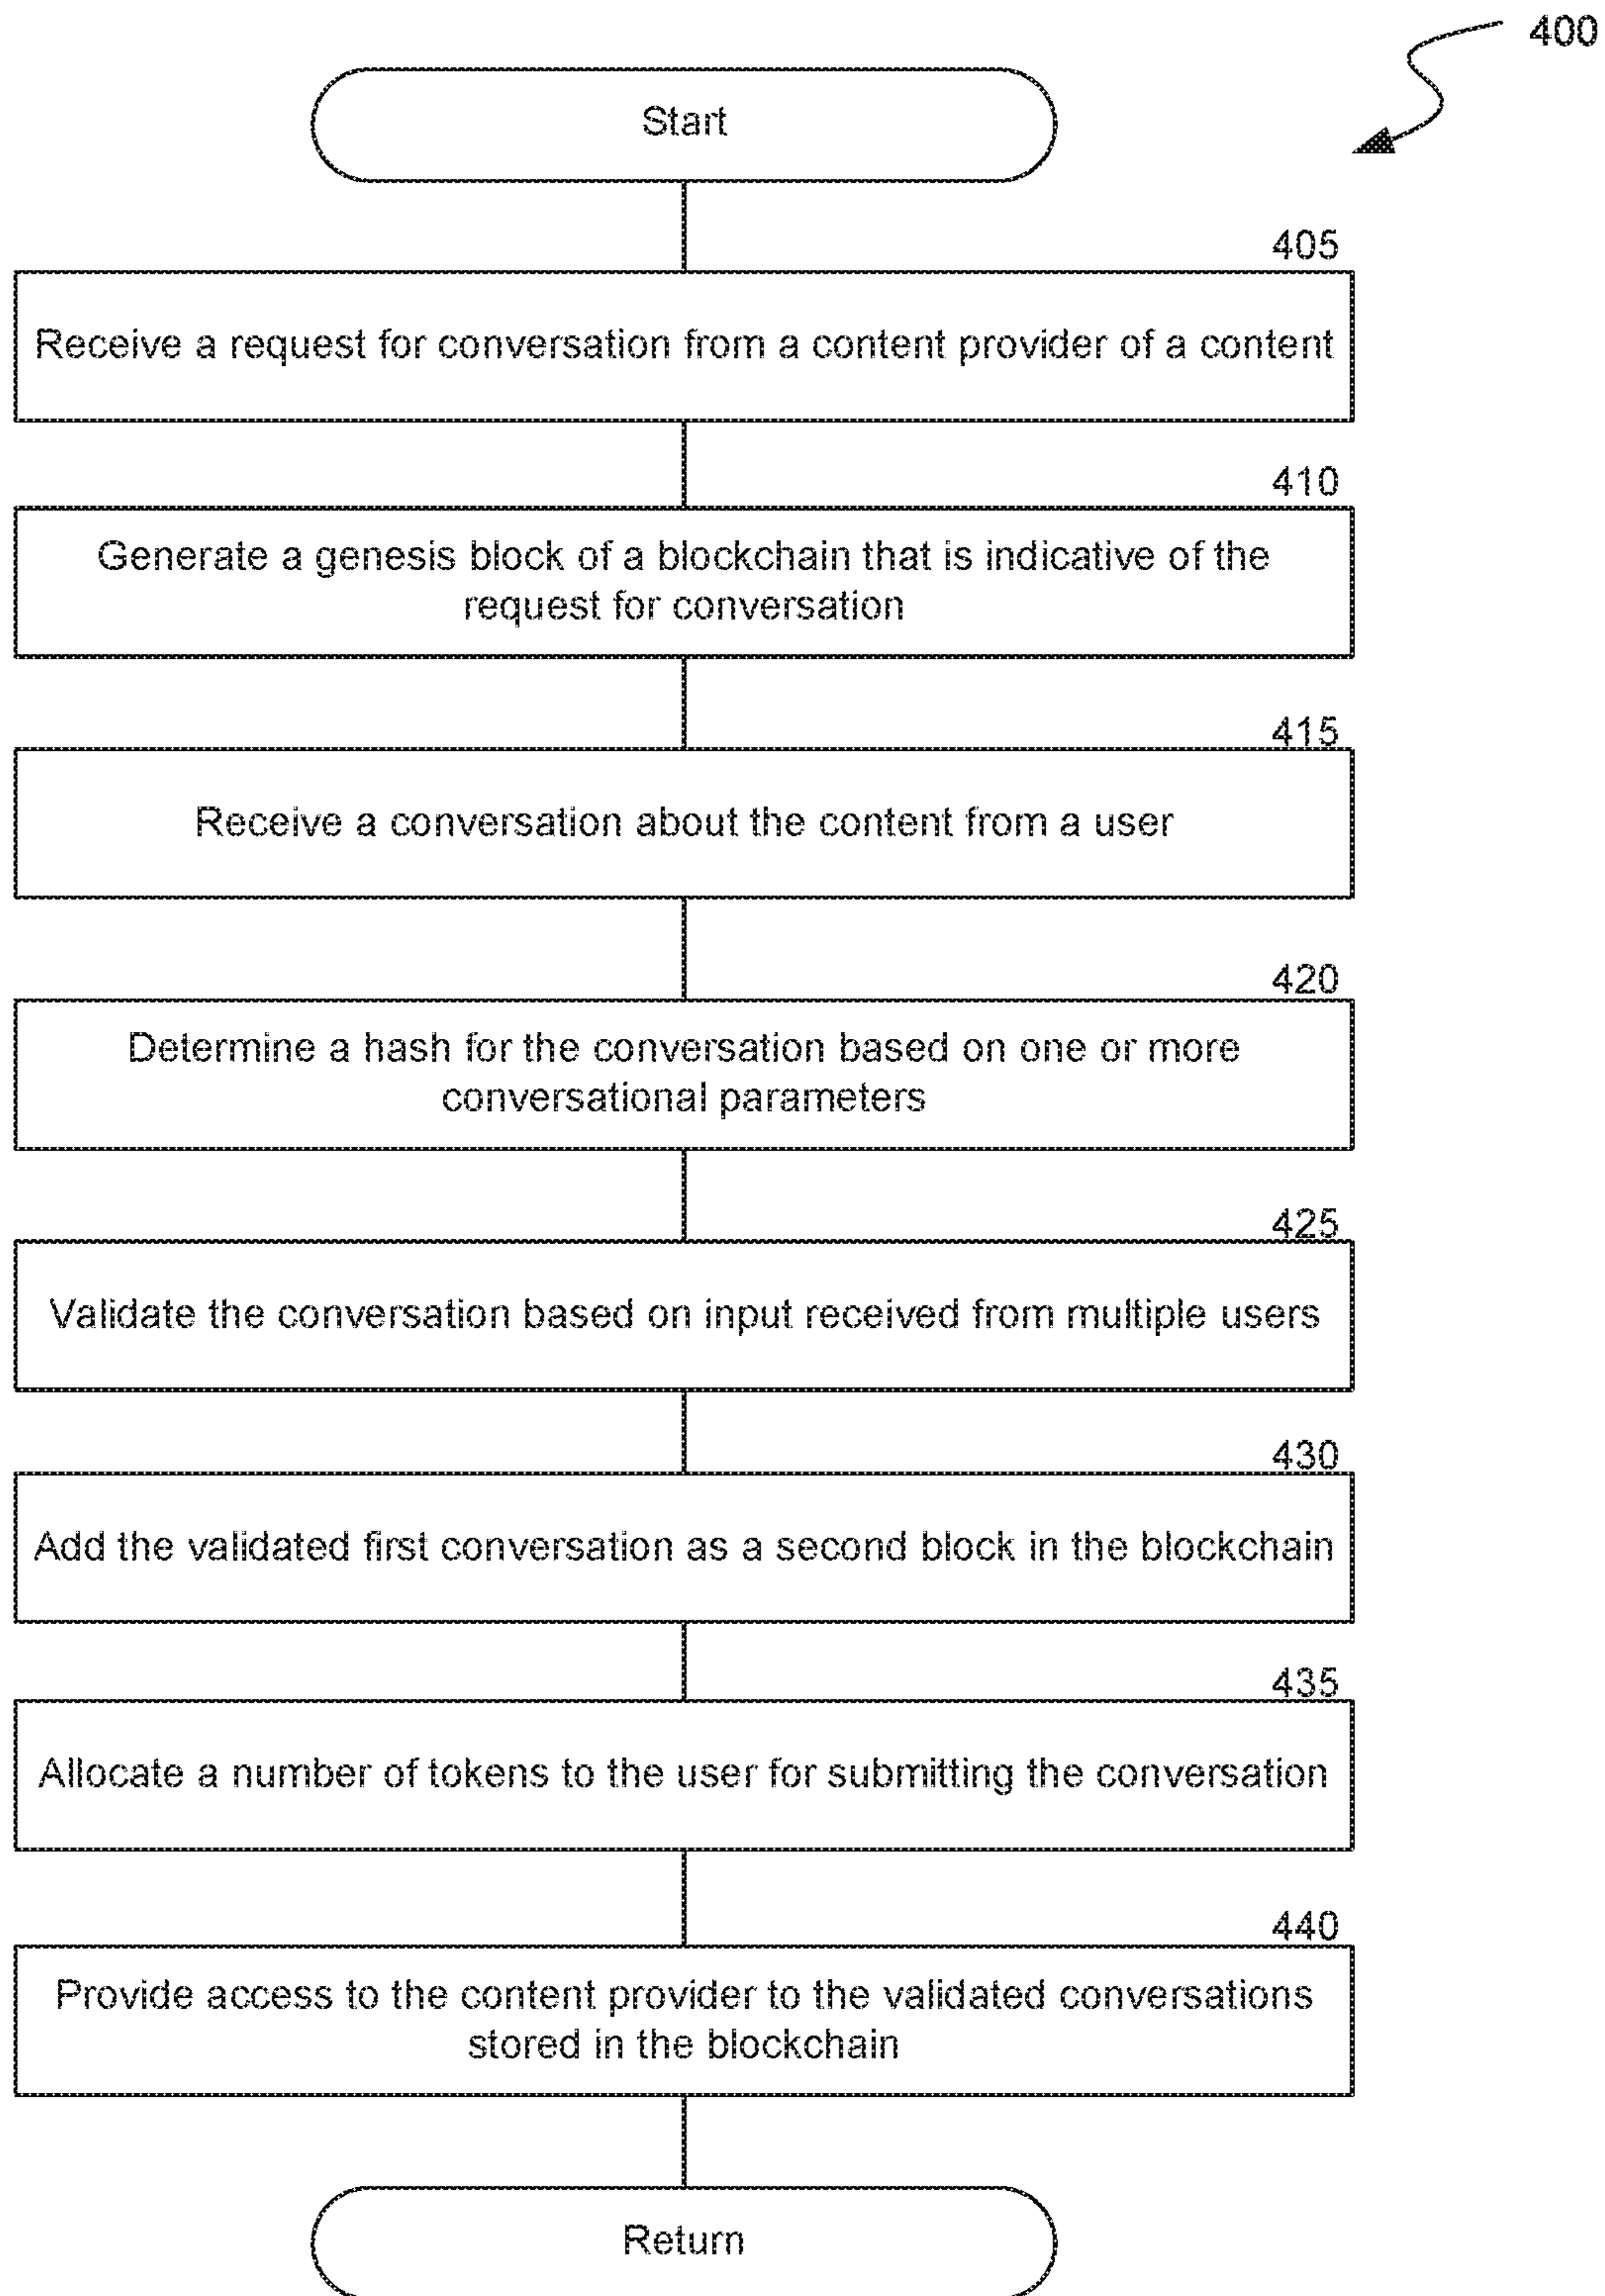 400
Start
405
Receive a request for conversation from a content provider of a content
410
Generate a genesis block of a blockchain that is indicative of the
request for conversation
415
Receive a conversation about the content from a user
420
Determine a hash for the conversation based on one or more
conversational parameters
425
Validate the conversation based on input received from multiple users
430
Add the validated first conversation as a second block in the blockchain
435
Allocate a number of tokens to the user for submitting the conversation
440
Provide access to the content provider to the validated conversations
stored in the blockchain
Return